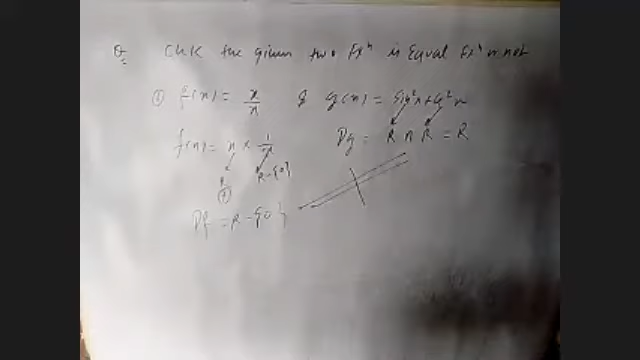 Q Chk the given two Fxⁿ is Equal Fxⁿ or not
① f(x) = x/x & g(x) = Sin²x + Cos²x
f(x) = x × 1/x Dg = R ∩ R = R
R R-{0}
Df = R-{0}